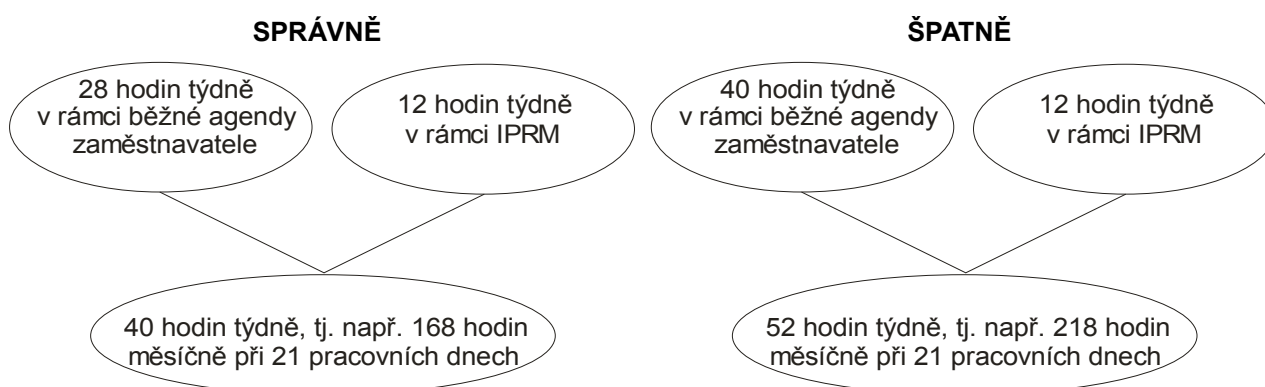 SPRÁVNĚ
28 hodin týdně
v rámci běžné agendy
zaměstnavatele
12 hodin týdně
v rámci IPRM
40 hodin týdně, tj. např. 168 hodin
měsíčně při 21 pracovních dnech
ŠPATNĚ
40 hodin týdně
v rámci běžné agendy
zaměstnavatele
12 hodin týdně
v rámci IPRM
52 hodin týdně, tj. např. 218 hodin
měsíčně při 21 pracovních dnech